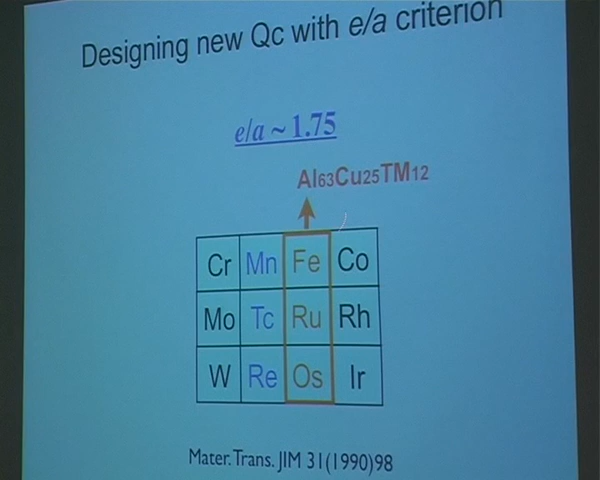 Designing new Qc with e/a criterion
e/a ~ 1.75
Al63Cu25TM12
Cr Mn Fe Co
Mo Tc Ru Rh
W Re Os Ir
Mater. Trans. JIM 31(1990)98